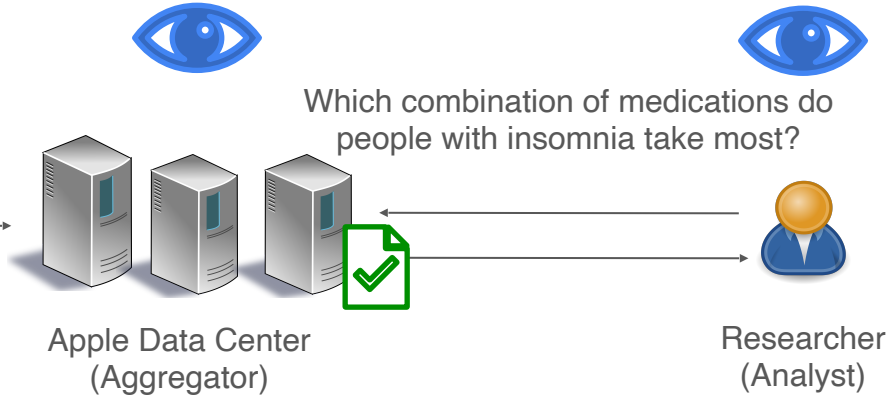 Which combination of medications do
people with insomnia take most?
Apple Data Center
(Aggregator)
Researcher
(Analyst)